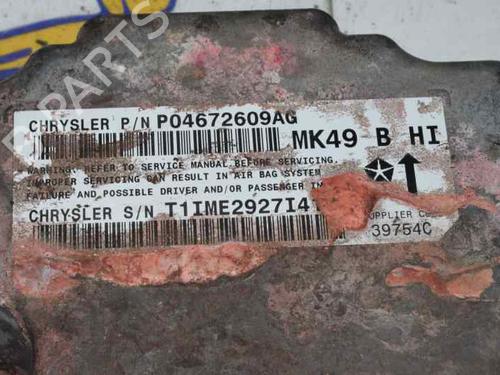 B PARTS
CHRYSLER P/N P04672609AG
MK49 B HI
WARNING: REFER TO SERVICE MANUAL BEFORE SERVICING.
IMPROPER SERVICING CAN RESULT IN AIR BAG SYSTEM
FAILURE AND POSSIBLE DRIVER AND/OR PASSENGER IN
CHRYSLER S/N T1IME2927I4
SUPPLIER
39754C